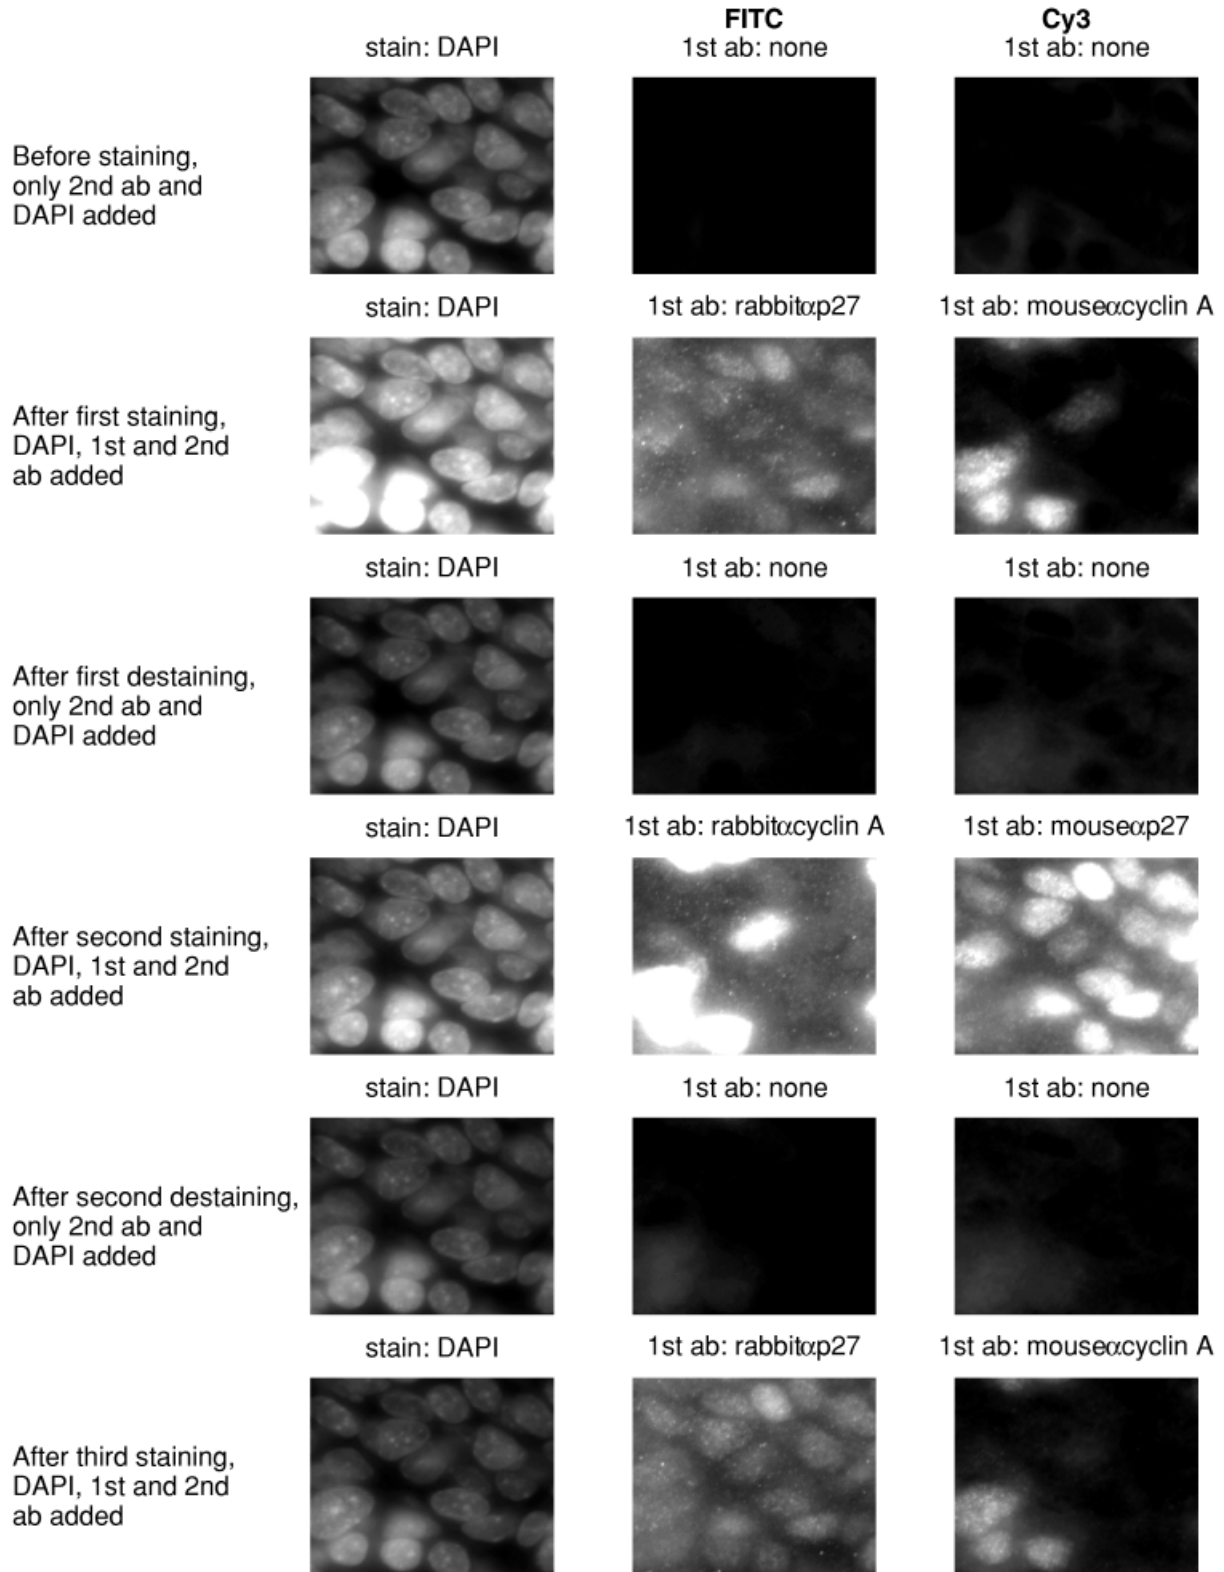 FITC
Cy3
stain: DAPI
1st ab: none
1st ab: none
Before staining,
only 2nd ab and
DAPI added
stain: DAPI
1st ab: rabbitαp27
1st ab: mouseαcyclin A
After first staining,
DAPI, 1st and 2nd
ab added
stain: DAPI
1st ab: none
1st ab: none
After first destaining,
only 2nd ab and
DAPI added
stain: DAPI
1st ab: rabbitαcyclin A
1st ab: mouseαp27
After second staining,
DAPI, 1st and 2nd
ab added
stain: DAPI
1st ab: none
1st ab: none
After second destaining,
only 2nd ab and
DAPI added
stain: DAPI
1st ab: rabbitαp27
1st ab: mouseαcyclin A
After third staining,
DAPI, 1st and 2nd
ab added